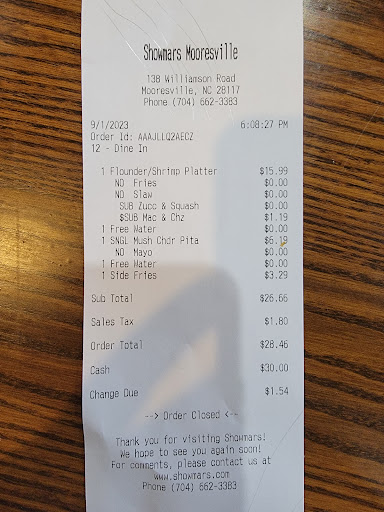 Showmars Mooresville
138 Williamson Road
Mooresville, NC 28117
Phone (704) 662-3383
9/1/2023 6:08:27 PM
Order Id: AAAJLLQ2AECZ
12 - Dine In
1 Flounder/Shrimp Platter $15.99
NO Fries $0.00
NO Slaw $0.00
SUB Zucc & Squash $0.00
$SUB Mac & Chz $1.19
1 Free Water $0.00
1 SNGL Mush Chdr Pita $6.19
NO Mayo $0.00
1 Free Water $0.00
1 Side Fries $3.29
Sub Total $26.66
Sales Tax $1.80
Order Total $28.46
Cash $30.00
Change Due $1.54
--> Order Closed <--
Thank you for visiting Showmars!
We hope to see you again soon!
For comments, please contact us at
www.showmars.com
Phone (704) 662-3383